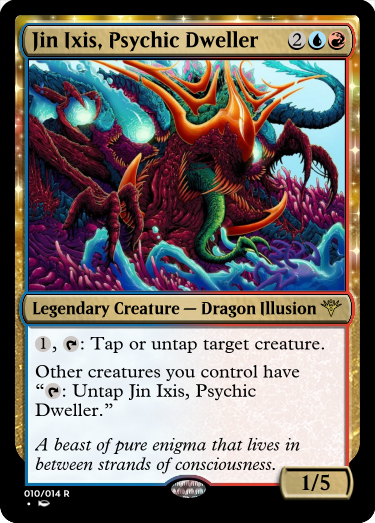 Jin Ixis, Psychic Dweller 2
Legendary Creature — Dragon Illusion
1, : Tap or untap target creature.
Other creatures you control have
“: Untap Jin Ixis, Psychic
Dweller.”
A beast of pure enigma that lives in
between strands of consciousness.
1/5
010/014 R